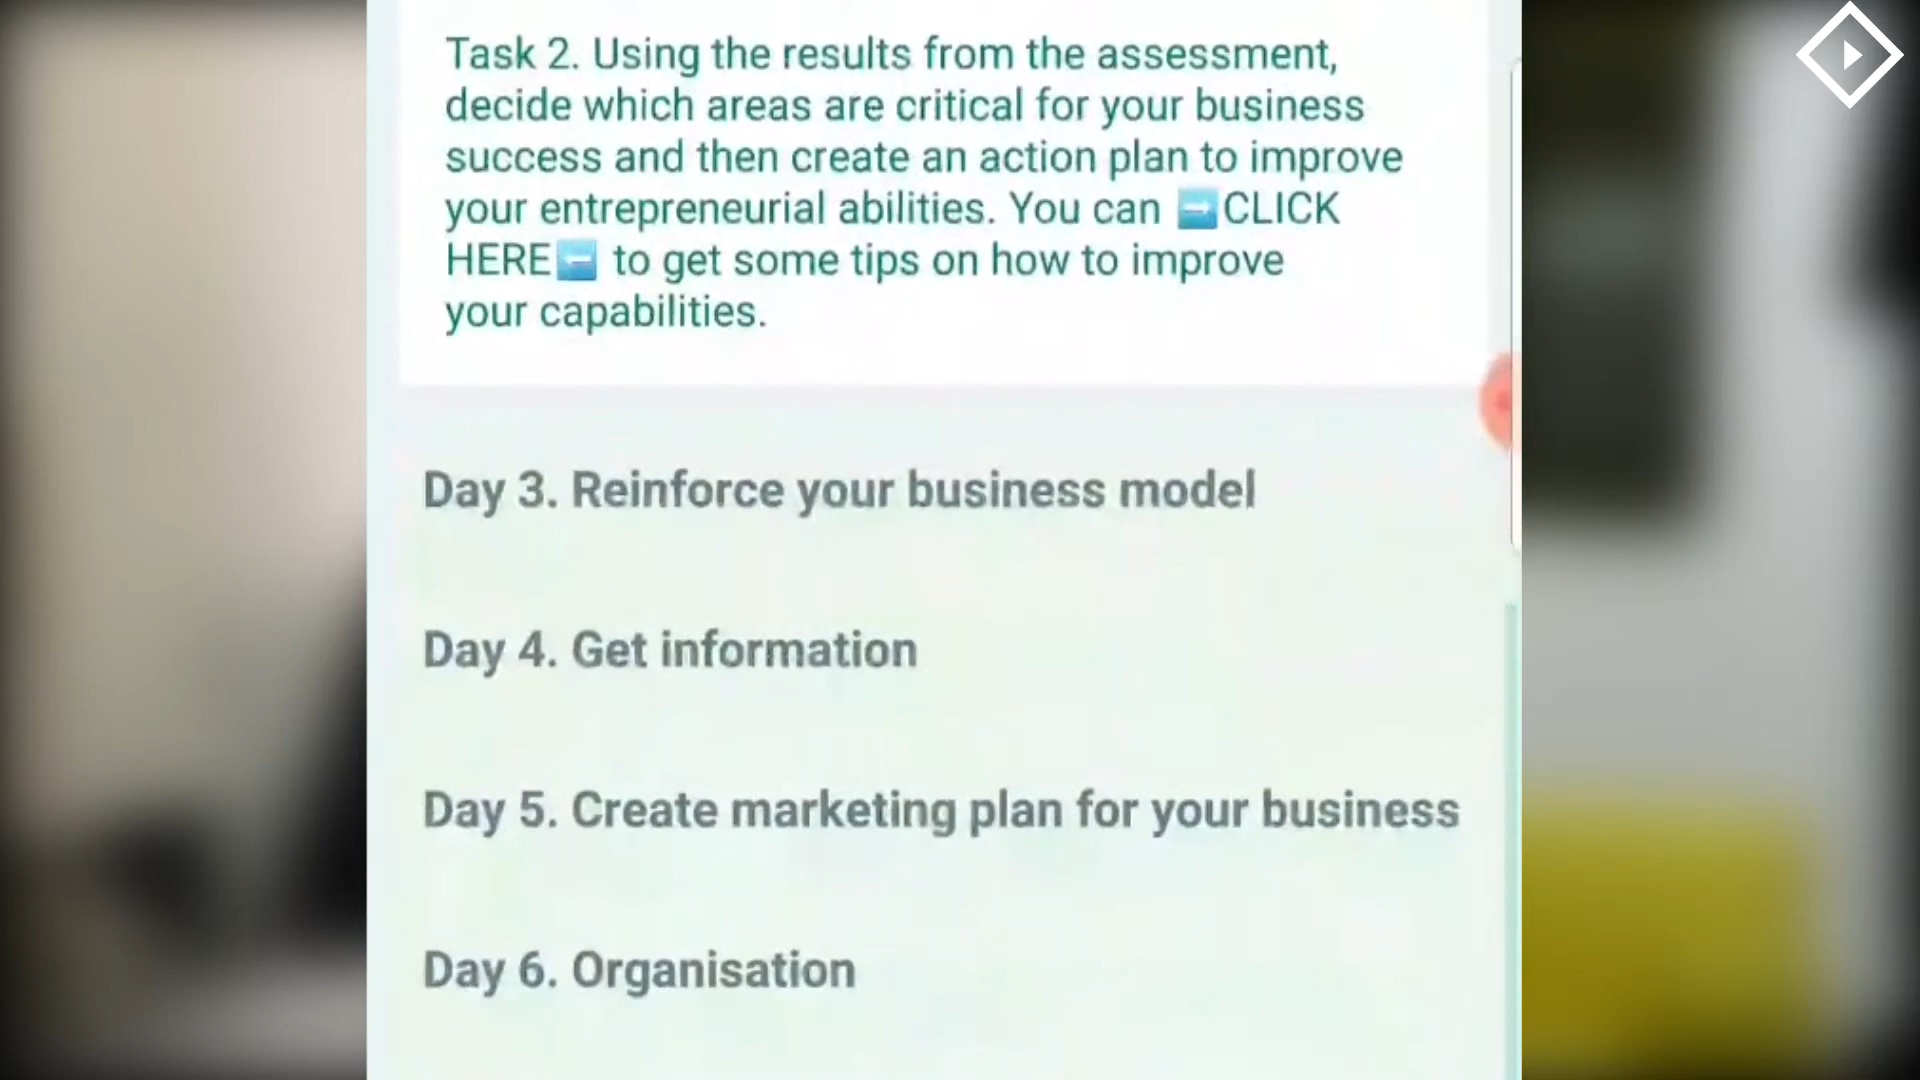 Task 2. Using the results from the assessment,
decide which areas are critical for your business
success and then create an action plan to improve
your entrepreneurial abilities. You can ➡️CLICK
HERE⬅️ to get some tips on how to improve
your capabilities.
Day 3. Reinforce your business model
Day 4. Get information
Day 5. Create marketing plan for your business
Day 6. Organisation